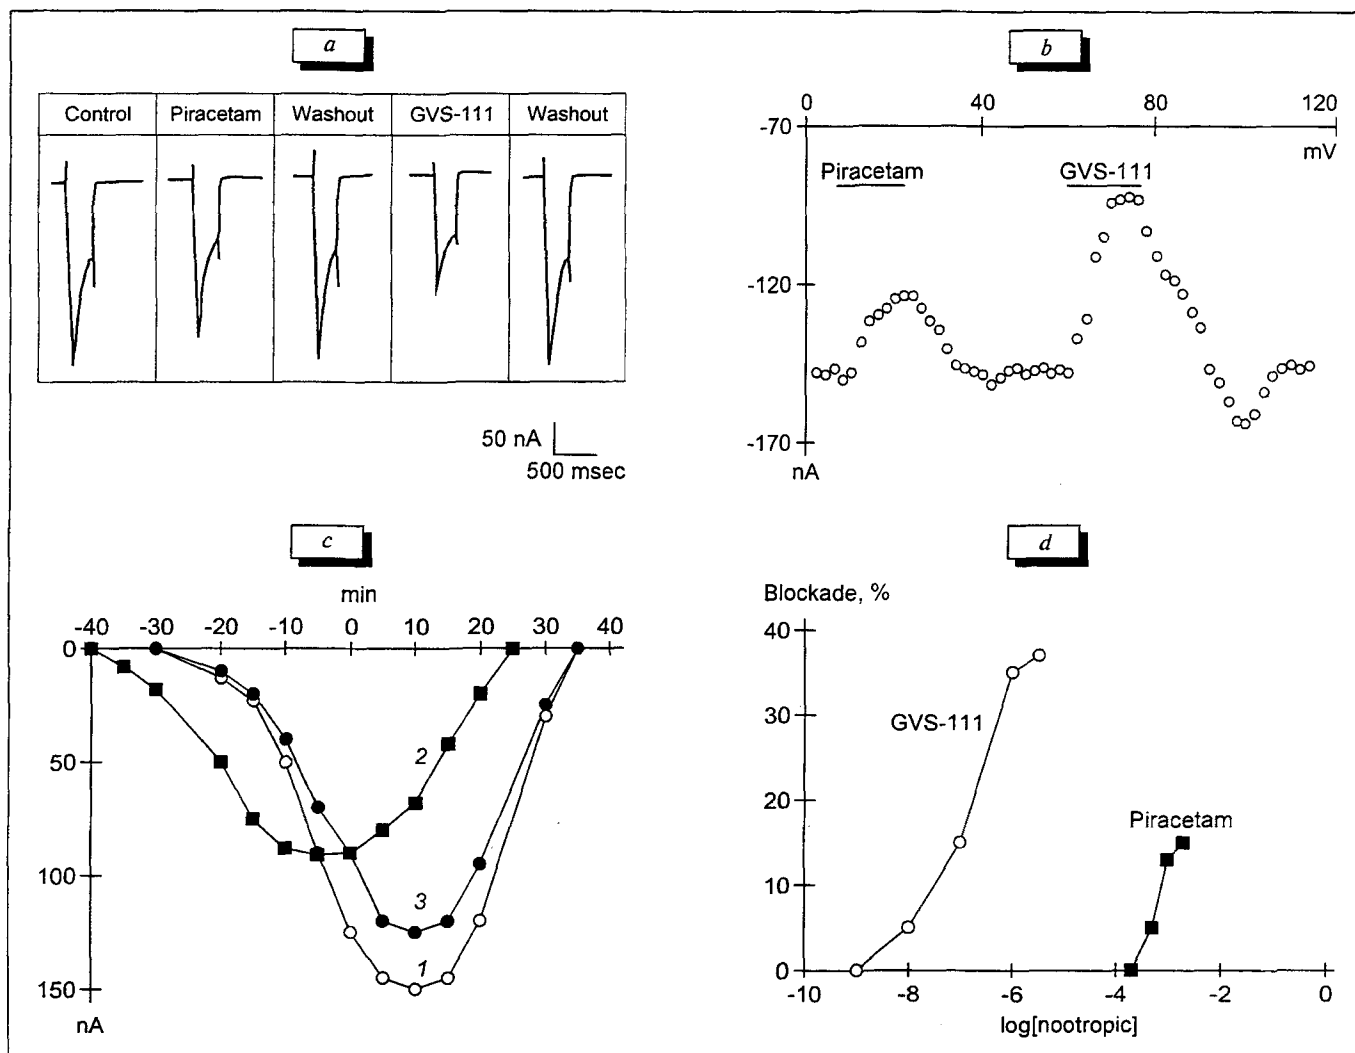 a
Control Piracetam Washout GVS-111 Washout
50 nA
500 msec
b
0 40 80 120
mV
-70
Piracetam GVS-111
-120
-170
nA
c
min
-40 -30 -20 -10 0 10 20 30 40
0
50
100
150
nA
2
3
1
d
Blockade, %
40
30
20
10
0
GVS-111
Piracetam
-10 -8 -6 -4 -2 0
log[nootropic]